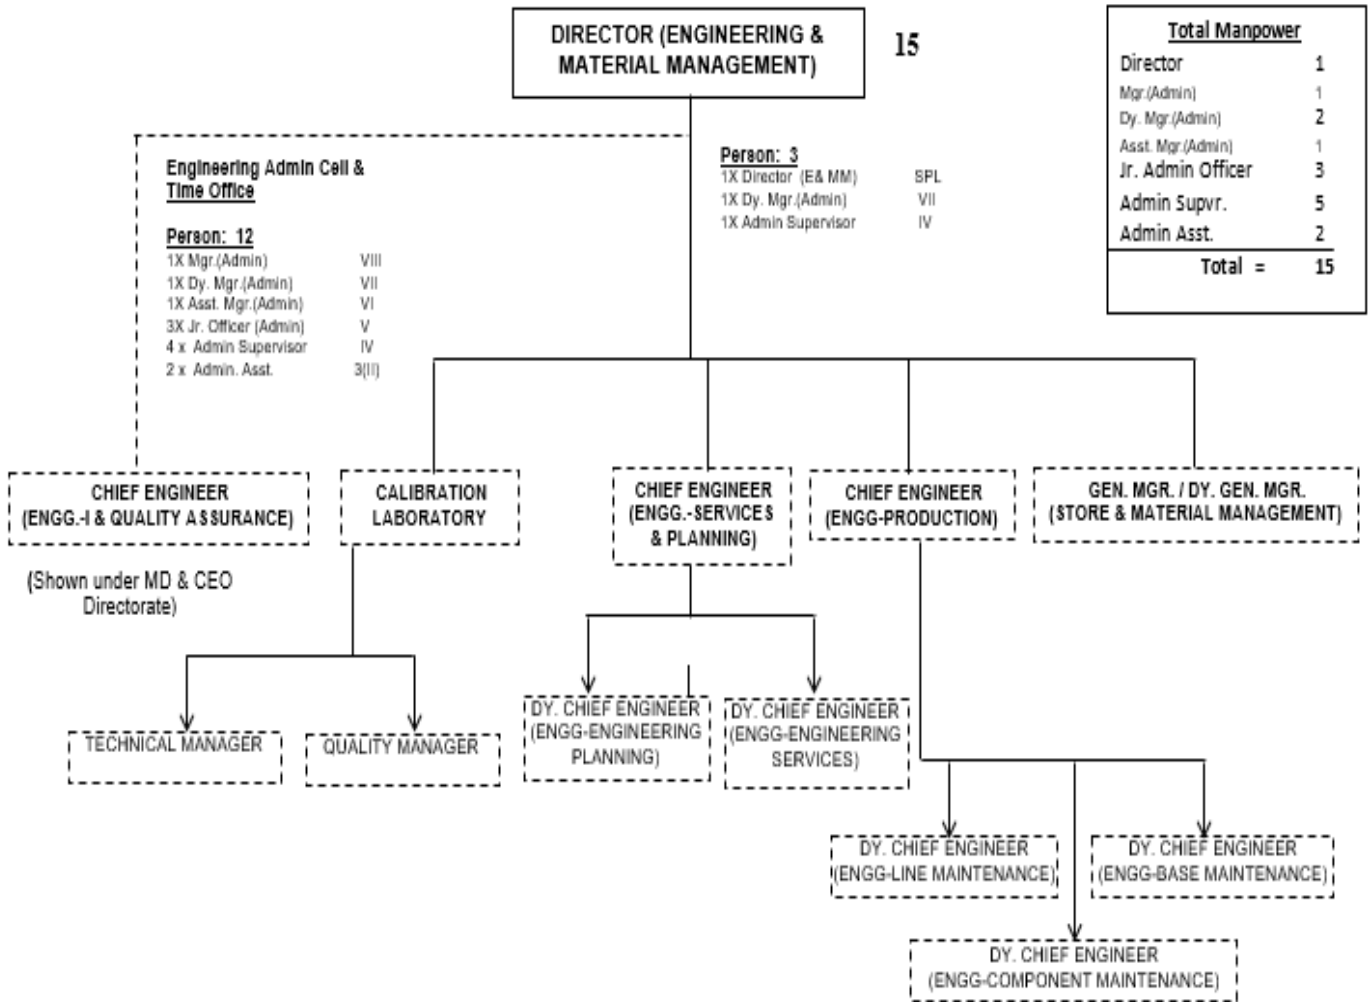 DIRECTOR (ENGINEERING &
MATERIAL MANAGEMENT)
15
Total Manpower
Director 1
Mgr.(Admin) 1
Dy. Mgr.(Admin) 2
Asst. Mgr.(Admin) 1
Jr. Admin Officer 3
Admin Supvr. 5
Admin Asst. 2
Total = 15
Engineering Admin Cell &
Time Office
Person: 12
1X Mgr.(Admin) VIII
1X Dy. Mgr.(Admin) VII
1X Asst. Mgr.(Admin) VI
3X Jr. Officer (Admin) V
4 x Admin Supervisor IV
2 x Admin. Asst. 3(II)
Person: 3
1X Director (E& MM) SPL
1X Dy. Mgr.(Admin) VII
1X Admin Supervisor IV
CHIEF ENGINEER
(ENGG.-I & QUALITY ASSURANCE)
(Shown under MD & CEO
Directorate)
CALIBRATION
LABORATORY
CHIEF ENGINEER
(ENGG.-SERVICES
& PLANNING)
CHIEF ENGINEER
(ENGG-PRODUCTION)
GEN. MGR. / DY. GEN. MGR.
(STORE & MATERIAL MANAGEMENT)
TECHNICAL MANAGER
QUALITY MANAGER
DY. CHIEF ENGINEER
(ENGG-ENGINEERING
PLANNING)
DY. CHIEF ENGINEER
(ENGG-ENGINEERING
SERVICES)
DY. CHIEF ENGINEER
(ENGG-LINE MAINTENANCE)
DY. CHIEF ENGINEER
(ENGG-BASE MAINTENANCE)
DY. CHIEF ENGINEER
(ENGG-COMPONENT MAINTENANCE)